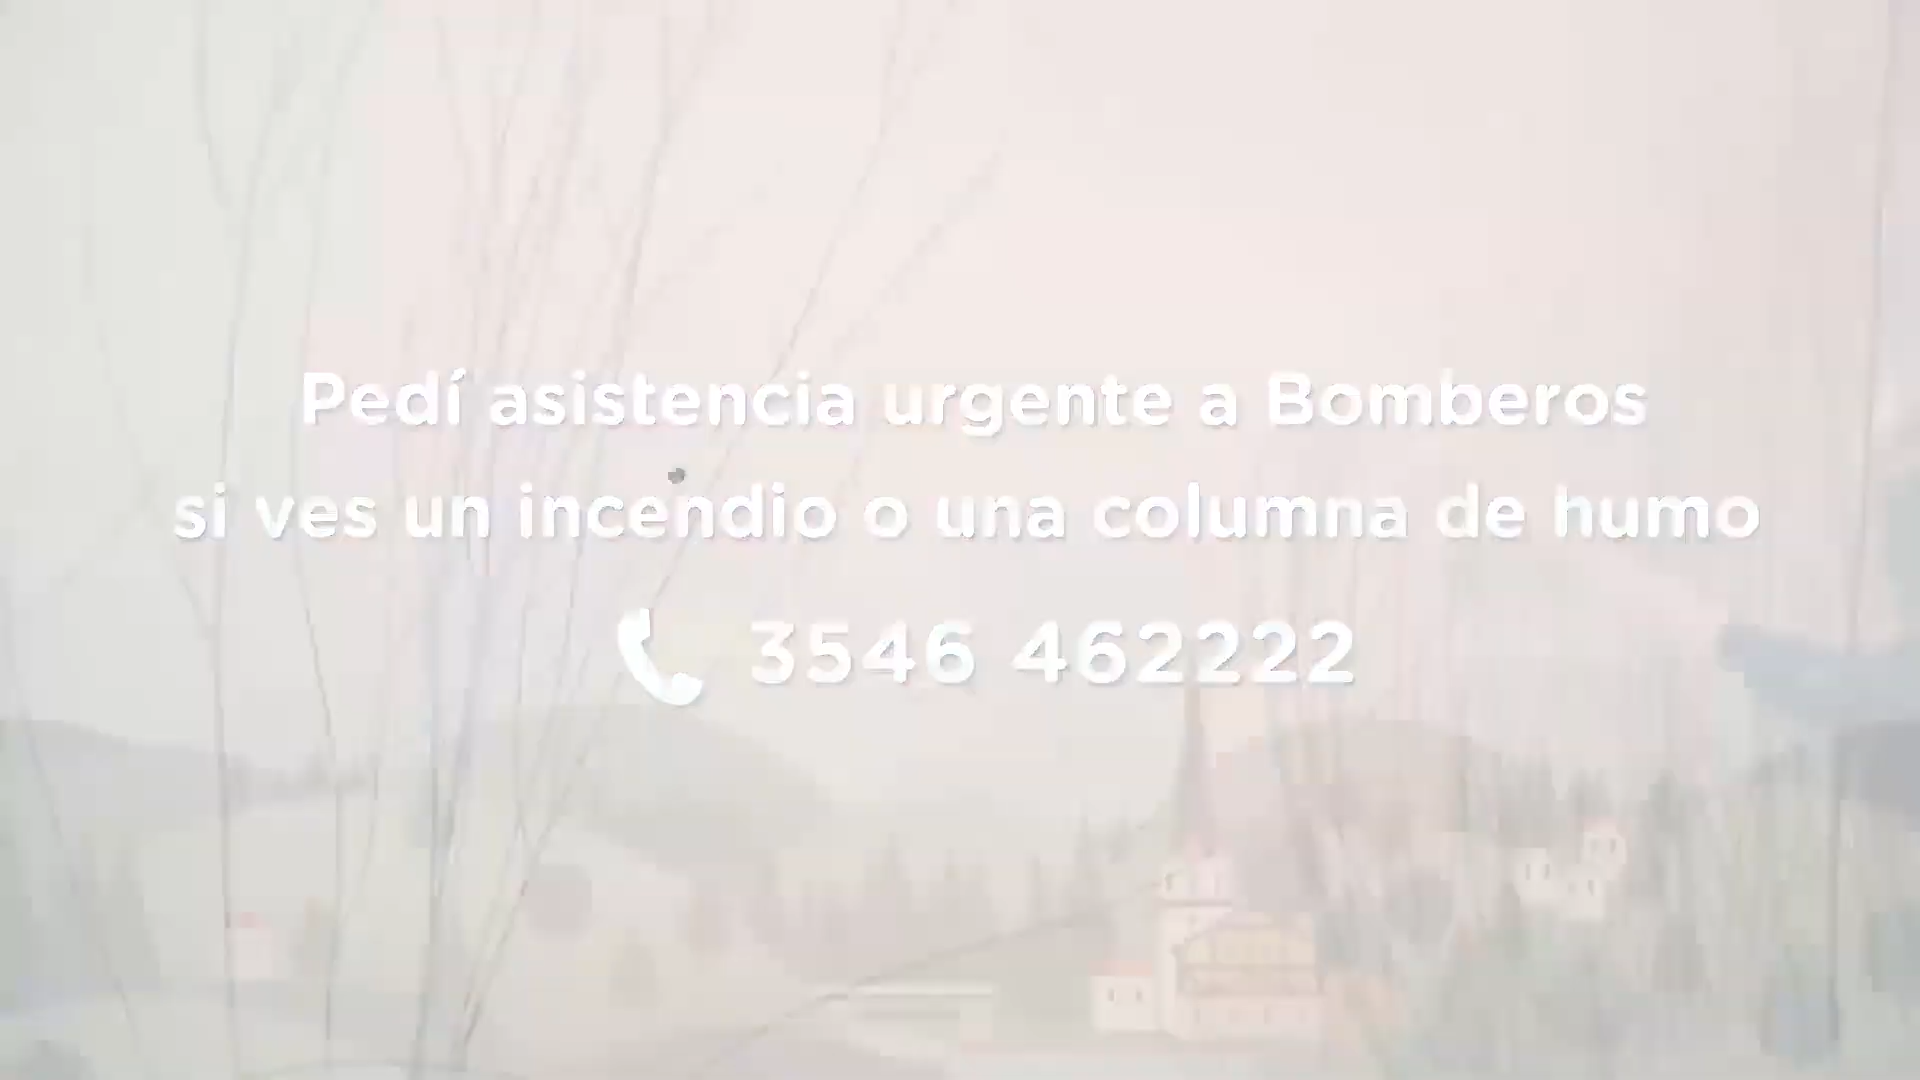 Pedí asistencia urgente a Bomberos
si ves un incendio o una columna de humo
3546 462222